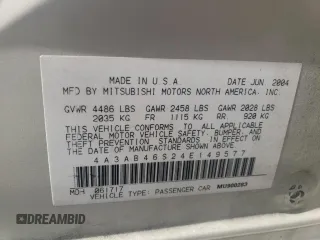 MADE IN U.S.A. DATE JUN 2004
MFD BY MITSUBISHI MOTORS NORTH AMERICA, INC.
GVWR 4486 LBS GAWR 2458 LBS GAWR 2028 LBS
2035 KG FR 1115 KG RR 920 KG
THIS VEHICLE CONFORMS TO ALL APPLICABLE
FEDERAL MOTOR VEHICLE SAFETY, BUMPER, AND
THEFT PREVENTION STANDARDS IN EFFECT ON
THE DATE OF MANUFACTURE SHOWN ABOVE.
4A3AB46S24E149577
MDH 061717
VEHICLE TYPE: PASSENGER CAR
DREAMBID